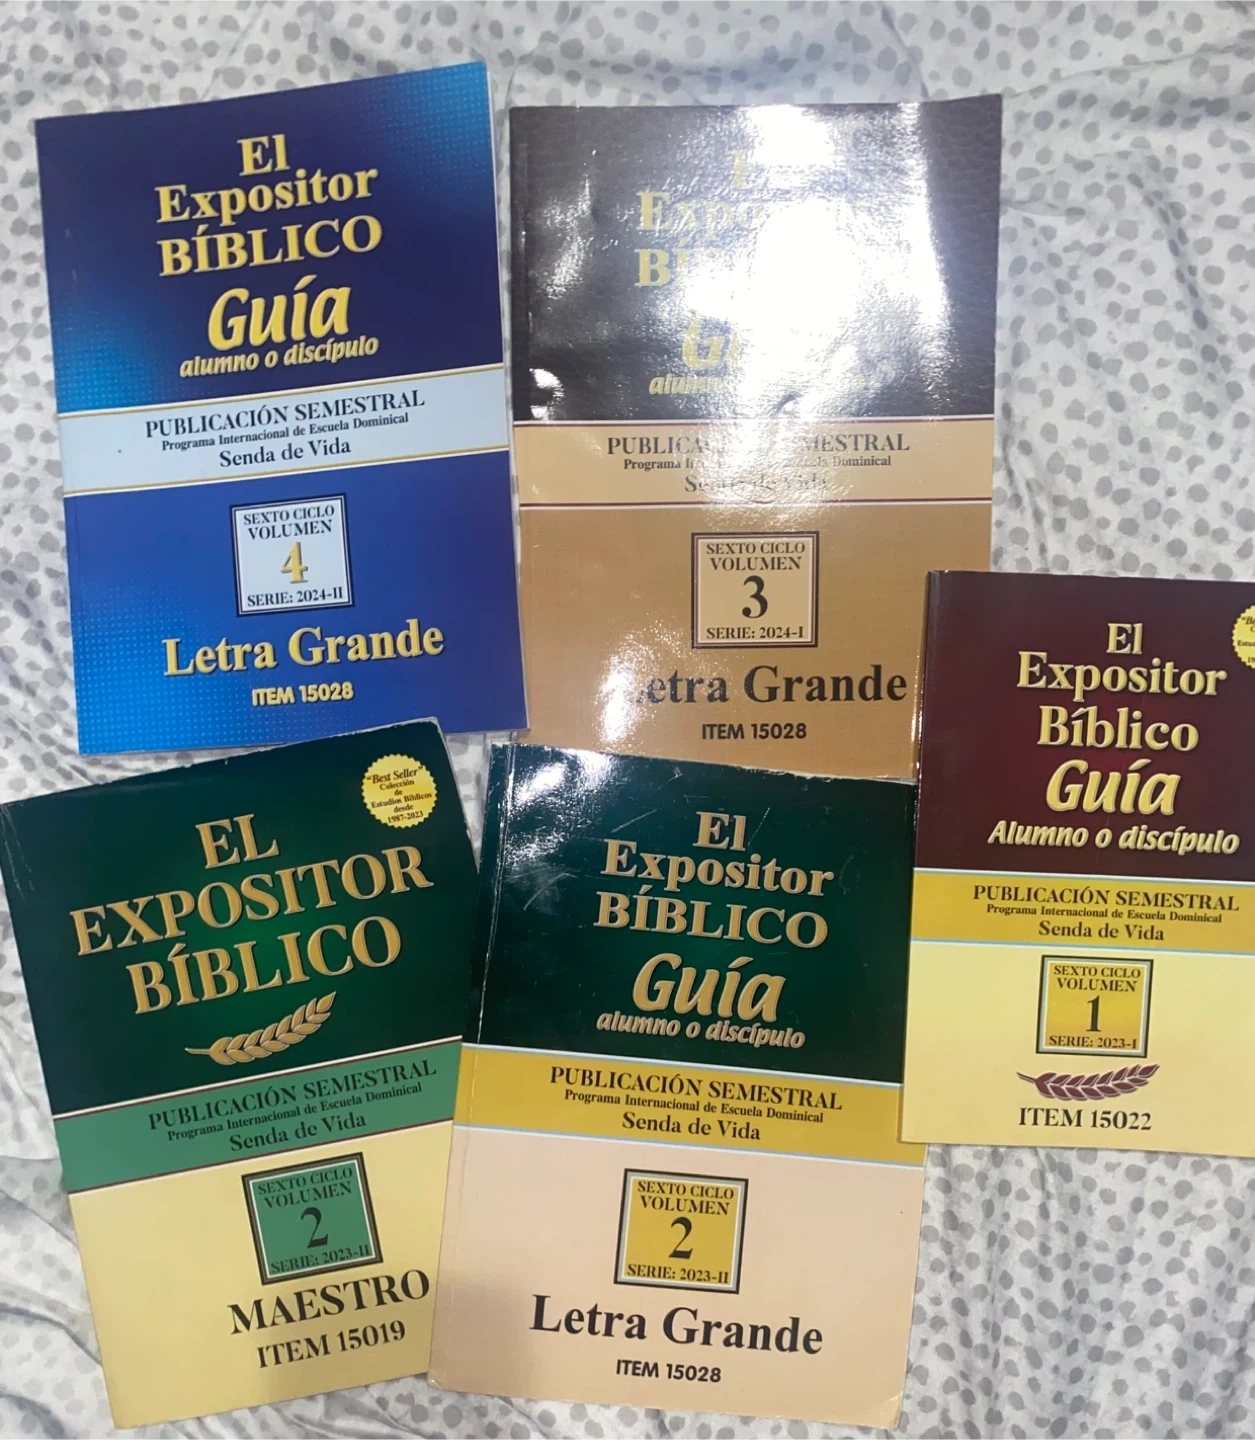 El
Expositor
BÍBLICO
Guía
alumno o discípulo
PUBLICACIÓN SEMESTRAL
Programa Internacional de Escuela Dominical
Senda de Vida
SEXTO CICLO
VOLUMEN
4
SERIE: 2024-II
Letra Grande
ITEM 15028
SEXTO CICLO
VOLUMEN
3
SERIE: 2024-I
Grande
ITEM 15028
El
Expositor
Bíblico
Guía
Alumno o discípulo
PUBLICACIÓN SEMESTRAL
Programa Internacional de Escuela Dominical
Senda de Vida
SEXTO CICLO
VOLUMEN
1
SERIE: 2023-I
ITEM 15022
"Best Seller"
Colección
de
Estudios Bíblicos
desde
1987-2023
EL
EXPOSITOR
BÍBLICO
PUBLICACIÓN SEMESTRAL
Programa Internacional de Escuela Dominical
Senda de Vida
SEXTO CICLO
VOLUMEN
2
SERIE: 2023-II
MAESTRO
ITEM 15019
El
Expositor
BÍBLICO
Guía
alumno o discípulo
PUBLICACIÓN SEMESTRAL
Programa Internacional de Escuela Dominical
Senda de Vida
SEXTO CICLO
VOLUMEN
2
SERIE: 2023-II
Letra Grande
ITEM 15028